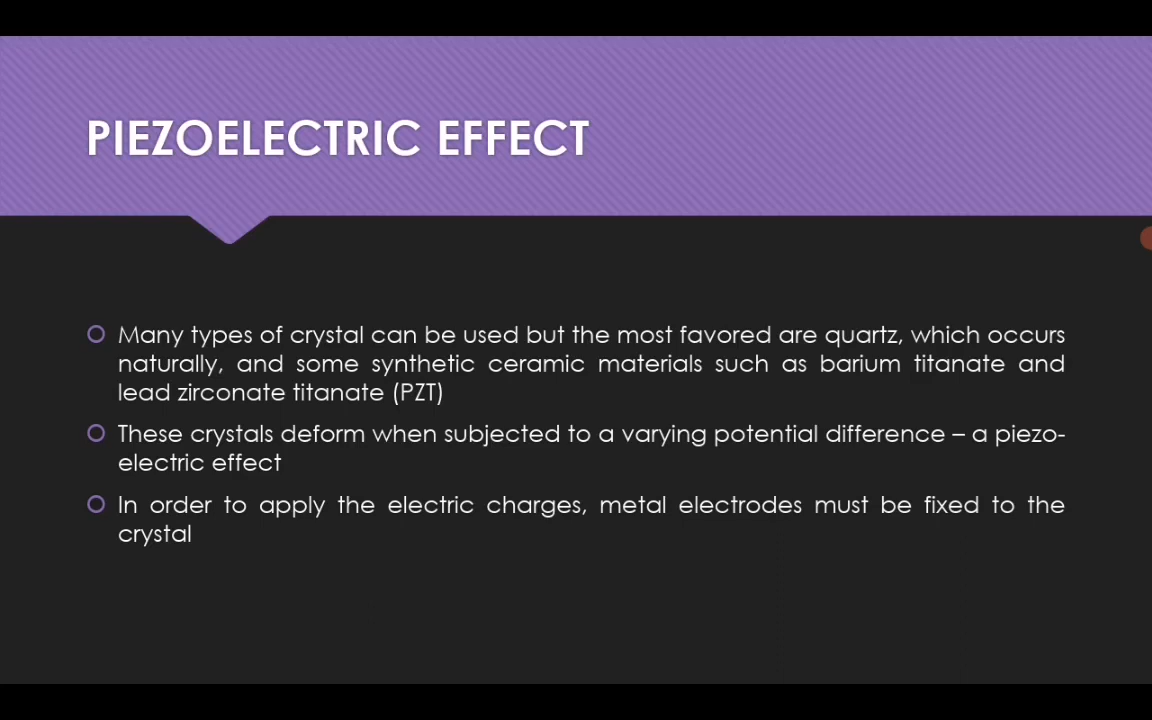 PIEZOELECTRIC EFFECT
Many types of crystal can be used but the most favored are quartz, which occurs
naturally, and some synthetic ceramic materials such as barium titanate and
lead zirconate titanate (PZT)
These crystals deform when subjected to a varying potential difference – a piezo-
electric effect
In order to apply the electric charges, metal electrodes must be fixed to the
crystal